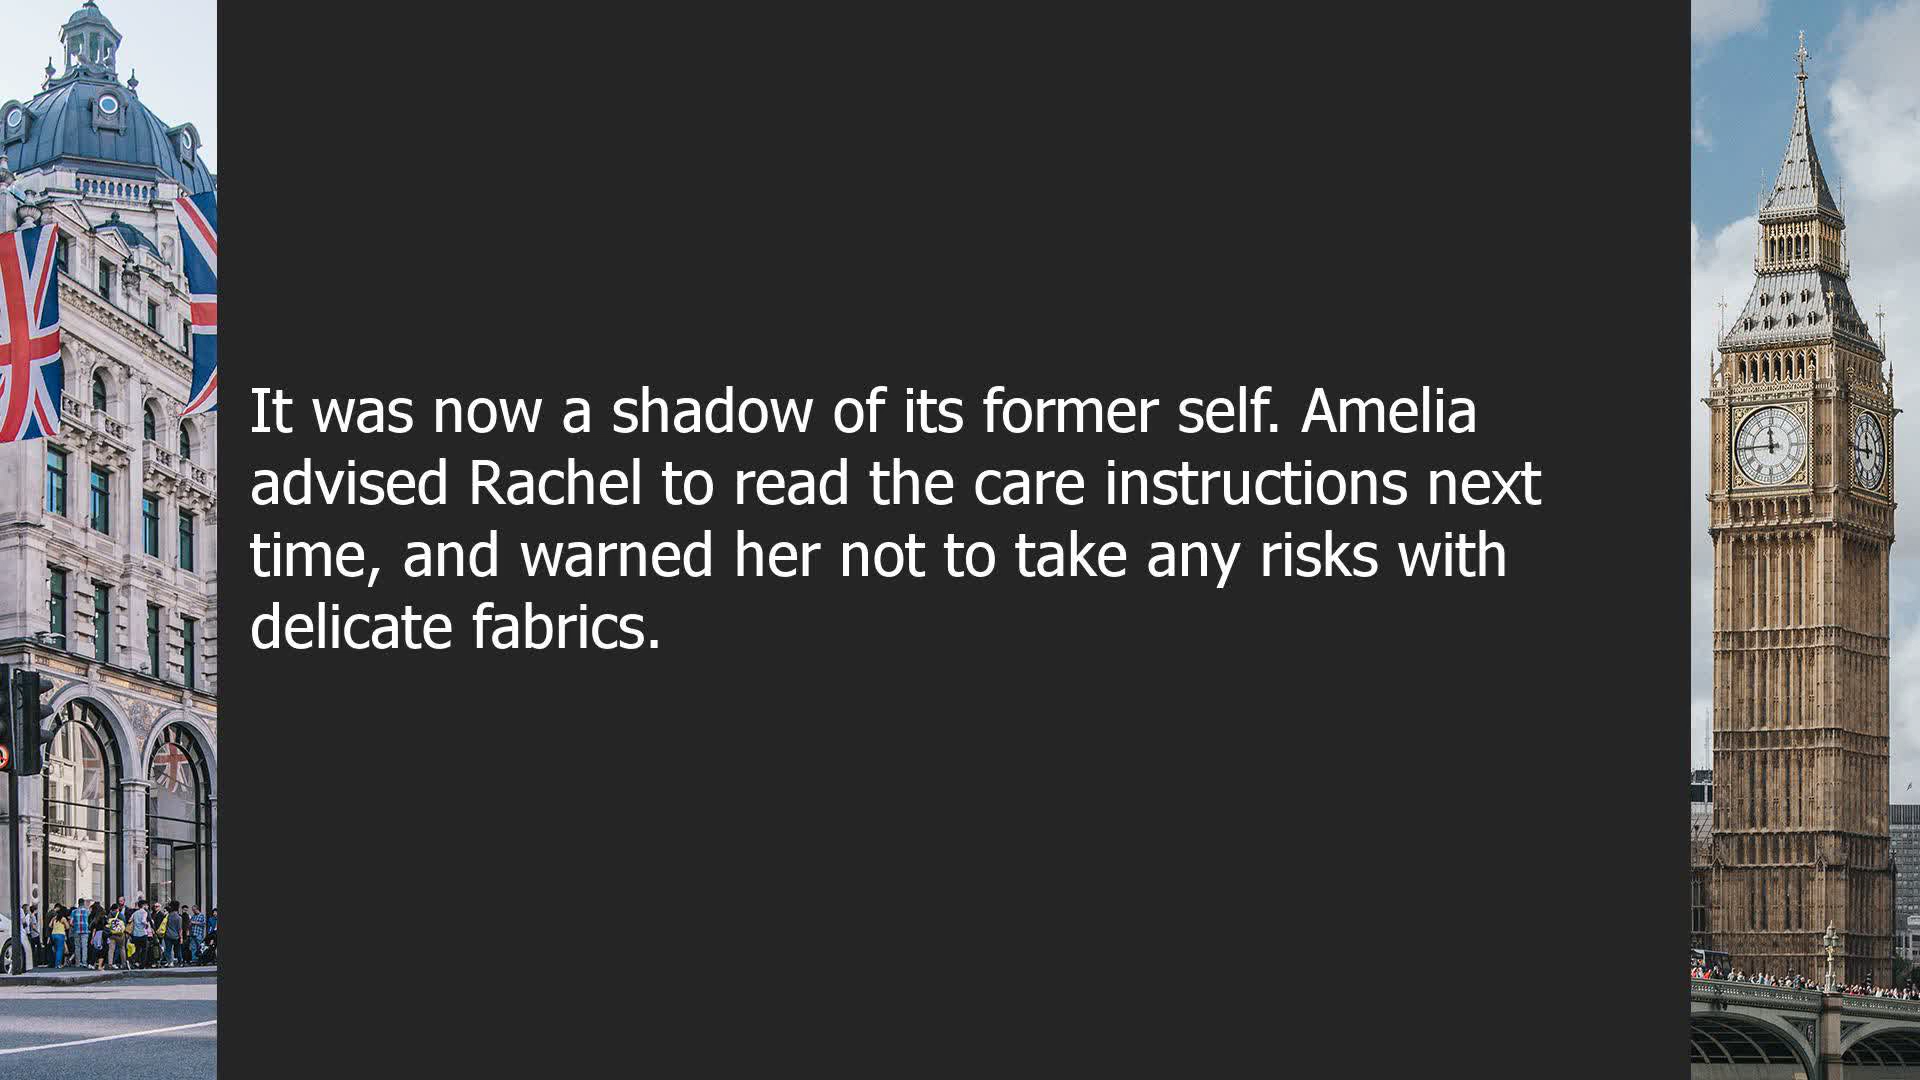 It was now a shadow of its former self. Amelia
advised Rachel to read the care instructions next
time, and warned her not to take any risks with
delicate fabrics.